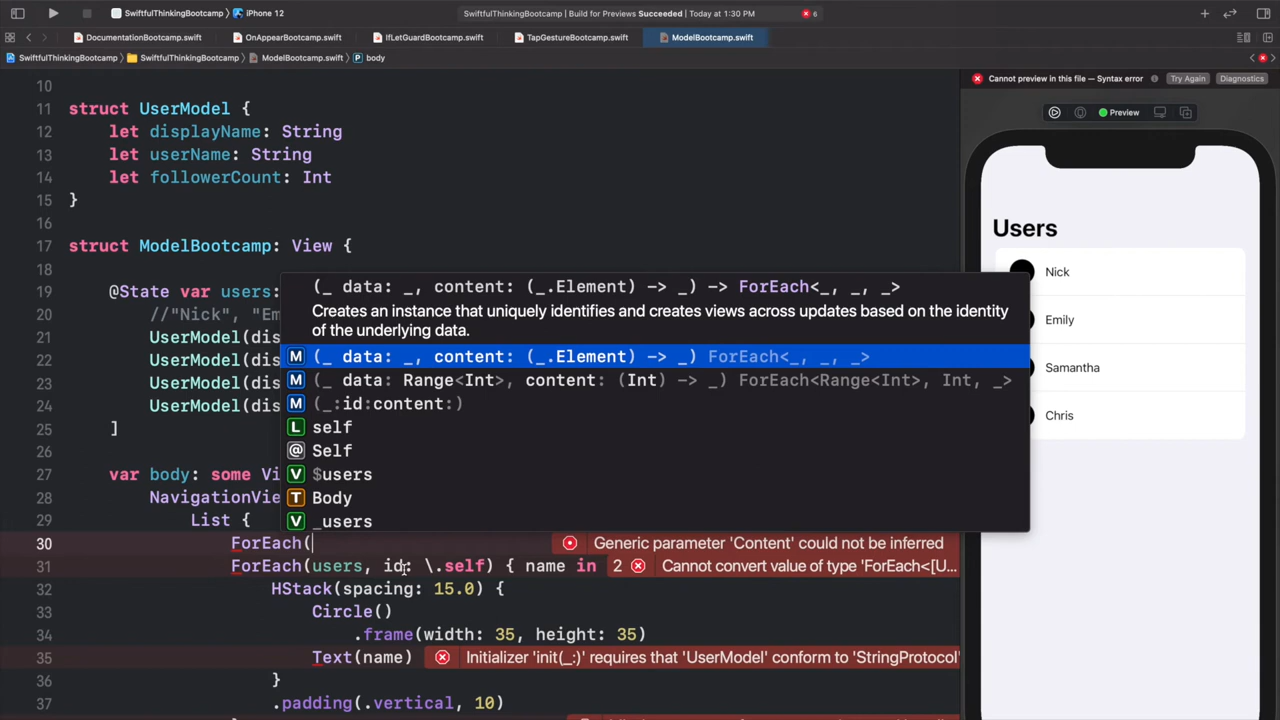 SwiftfulThinkingBootcamp
iPhone 12
SwiftfulThinkingBootcamp | Build for Previews Succeeded | Today at 1:30 PM
6
DocumentationBootcamp.swift
OnAppearBootcamp.swift
IfLetGuardBootcamp.swift
TapGestureBootcamp.swift
ModelBootcamp.swift
SwiftfulThinkingBootcamp
SwiftfulThinkingBootcamp
ModelBootcamp.swift
P body
Cannot preview in this file — Syntax error
Try Again
Diagnostics
Preview
10
11 struct UserModel {
12 let displayName: String
13 let userName: String
14 let followerCount: Int
15 }
16
17 struct ModelBootcamp: View {
18
19 @State var users:
20 //"Nick", "Em
21 UserModel(dis
22 UserModel(dis
23 UserModel(dis
24 UserModel(dis
25 ]
26
27 var body: some Vi
28 NavigationVie
29 List {
30 ForEach( Generic parameter 'Content' could not be inferred
31 ForEach(users, id: \.self) { name in 2 Cannot convert value of type 'ForEach<[U...
32 HStack(spacing: 15.0) {
33 Circle()
34 .frame(width: 35, height: 35)
35 Text(name) Initializer 'init(_:)' requires that 'UserModel' conform to 'StringProtocol'
36 }
37 .padding(.vertical, 10)
(_ data: _, content: (_.Element) -> _) -> ForEach<_, _, _>
Creates an instance that uniquely identifies and creates views across updates based on the identity
of the underlying data.
M (_ data: _, content: (_.Element) -> _) ForEach<_, _, _>
M (_ data: Range<Int>, content: (Int) -> _) ForEach<Range<Int>, Int, _>
M (_:id:content:)
L self
@ Self
V $users
T Body
V _users
Users
Nick
Emily
Samantha
Chris